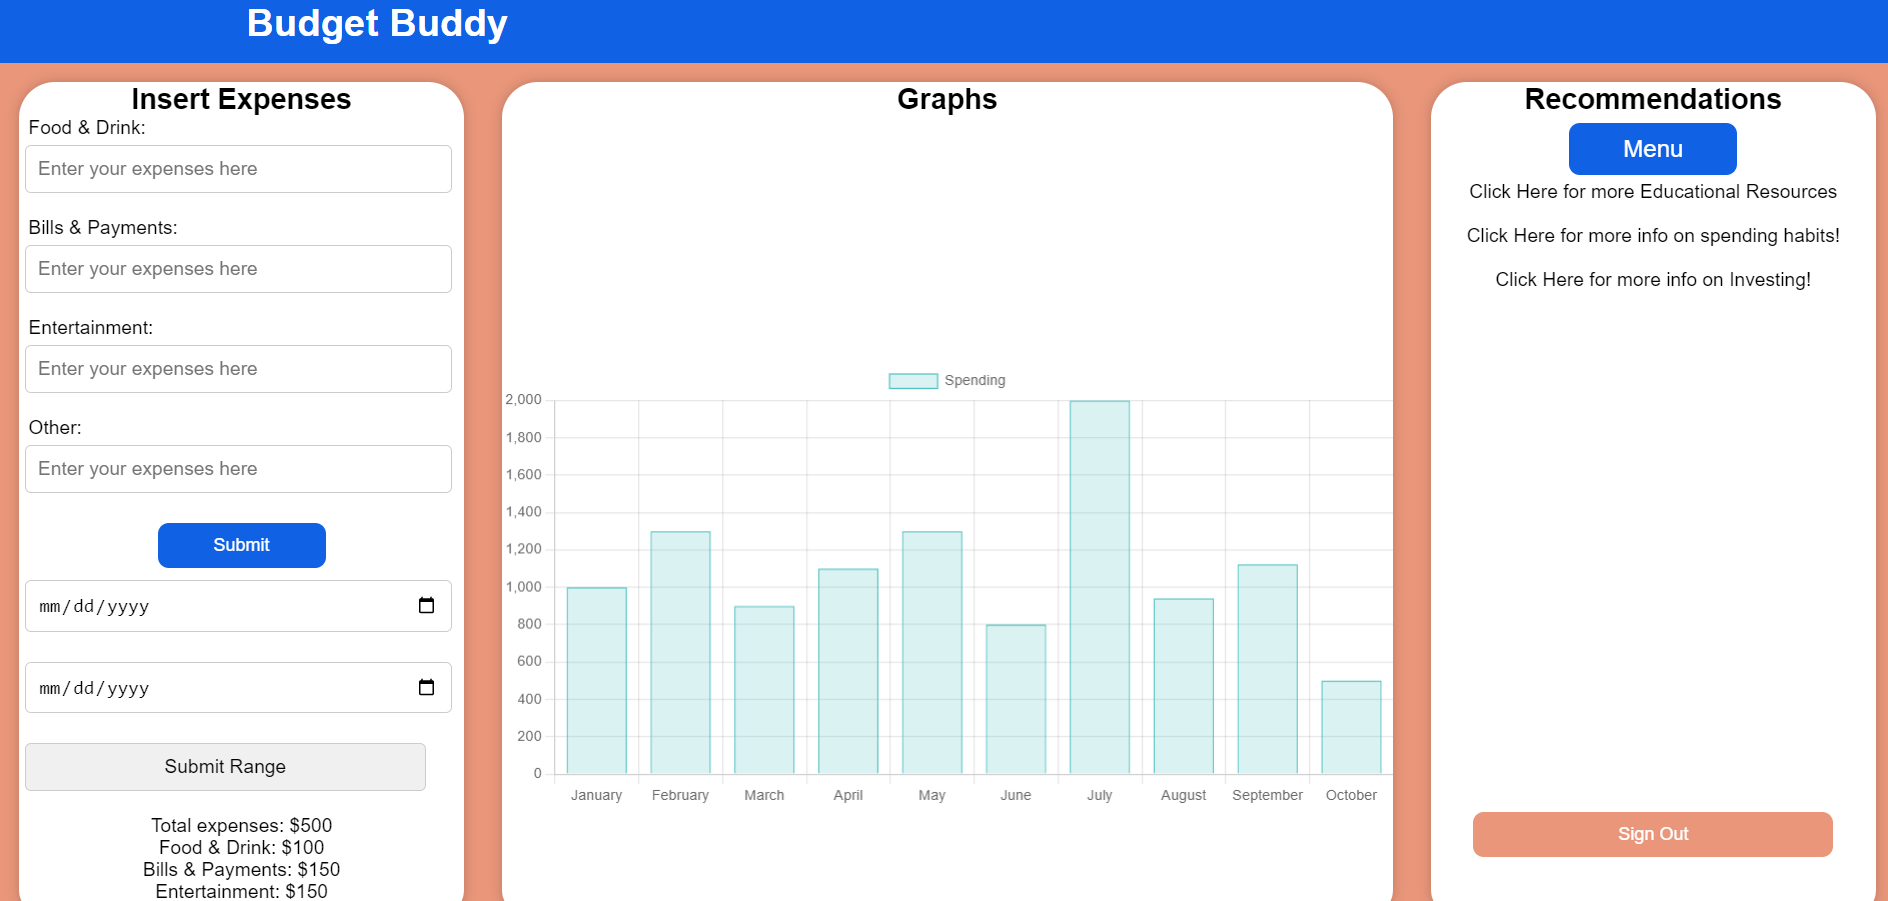 Budget Buddy
Insert Expenses
Food & Drink:
Enter your expenses here
Bills & Payments:
Enter your expenses here
Entertainment:
Enter your expenses here
Other:
Enter your expenses here
Submit
mm/dd/yyyy
mm/dd/yyyy
Submit Range
Total expenses: $500
Food & Drink: $100
Bills & Payments: $150
Entertainment: $150
Graphs
Spending
2,000
1,800
1,600
1,400
1,200
1,000
800
600
400
200
0
January February March April May June July August September October
Recommendations
Menu
Click Here for more Educational Resources
Click Here for more info on spending habits!
Click Here for more info on Investing!
Sign Out